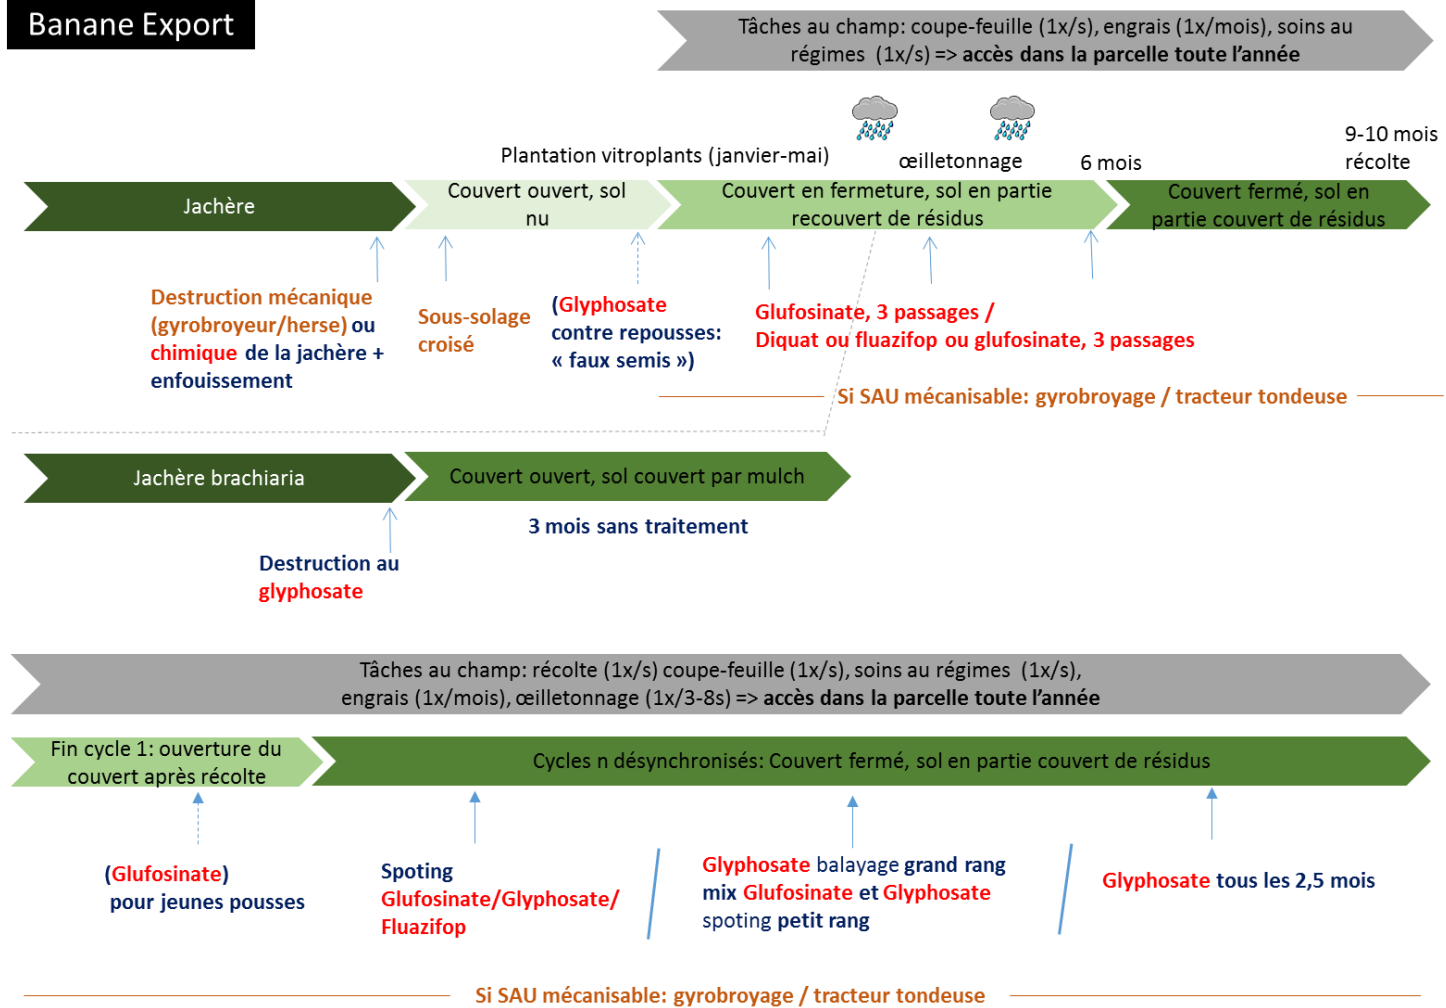 Banane Export
Tâches au champ: coupe-feuille (1x/s), engrais (1x/mois), soins au
régimes (1x/s) => accès dans la parcelle toute l'année
Plantation vitroplants (janvier-mai)
œilletonnage
6 mois
9-10 mois
récolte
Jachère
Couvert ouvert, sol
nu
Couvert en fermeture, sol en partie
recouvert de résidus
Couvert fermé, sol en
partie couvert de résidus
Destruction mécanique
(gyrobroyeur/herse) ou
chimique de la jachère +
enfouissement
Sous-solage
croisé
(Glyphosate
contre repousses:
« faux semis »)
Glufosinate, 3 passages /
Diquat ou fluazifop ou glufosinate, 3 passages
Si SAU mécanisable: gyrobroyage / tracteur tondeuse
Jachère brachiaria
Couvert ouvert, sol couvert par mulch
3 mois sans traitement
Destruction au
glyphosate
Tâches au champ: récolte (1x/s) coupe-feuille (1x/s), soins au régimes (1x/s),
engrais (1x/mois), œilletonnage (1x/3-8s) => accès dans la parcelle toute l'année
Fin cycle 1: ouverture du
couvert après récolte
Cycles n désynchronisés: Couvert fermé, sol en partie couvert de résidus
(Glufosinate)
pour jeunes pousses
Spoting
Glufosinate/Glyphosate/
Fluazifop
Glyphosate balayage grand rang
mix Glufosinate et Glyphosate
spoting petit rang
Glyphosate tous les 2,5 mois
Si SAU mécanisable: gyrobroyage / tracteur tondeuse